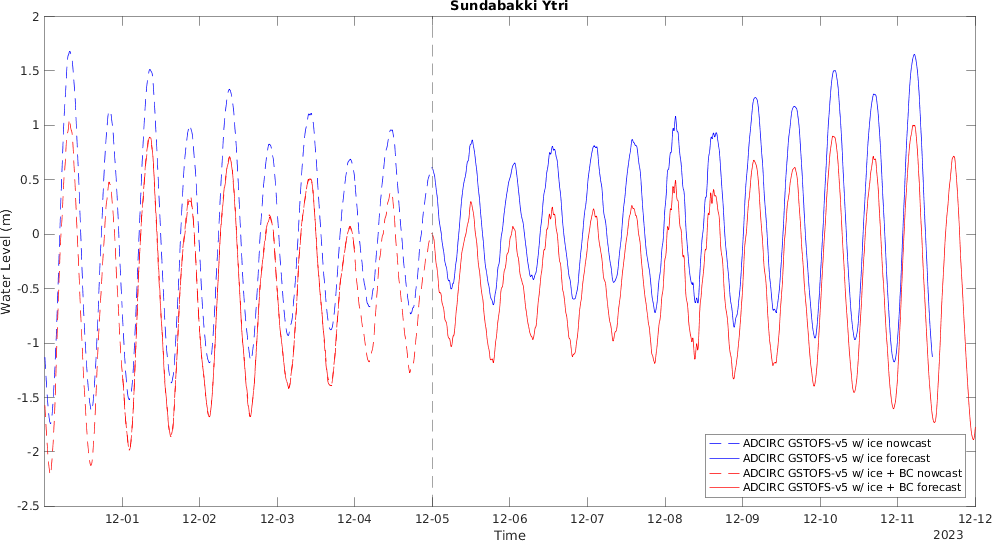 Sundabakki Ytri
2
1.5
1
0.5
0
-0.5
-1
-1.5
-2
-2.5
Water Level (m)
ADCIRC GSTOFS-v5 w/ ice nowcast
ADCIRC GSTOFS-v5 w/ ice forecast
ADCIRC GSTOFS-v5 w/ ice + BC nowcast
ADCIRC GSTOFS-v5 w/ ice + BC forecast
12-01 12-02 12-03 12-04 12-05 12-06 12-07 12-08 12-09 12-10 12-11 12-12
Time
2023